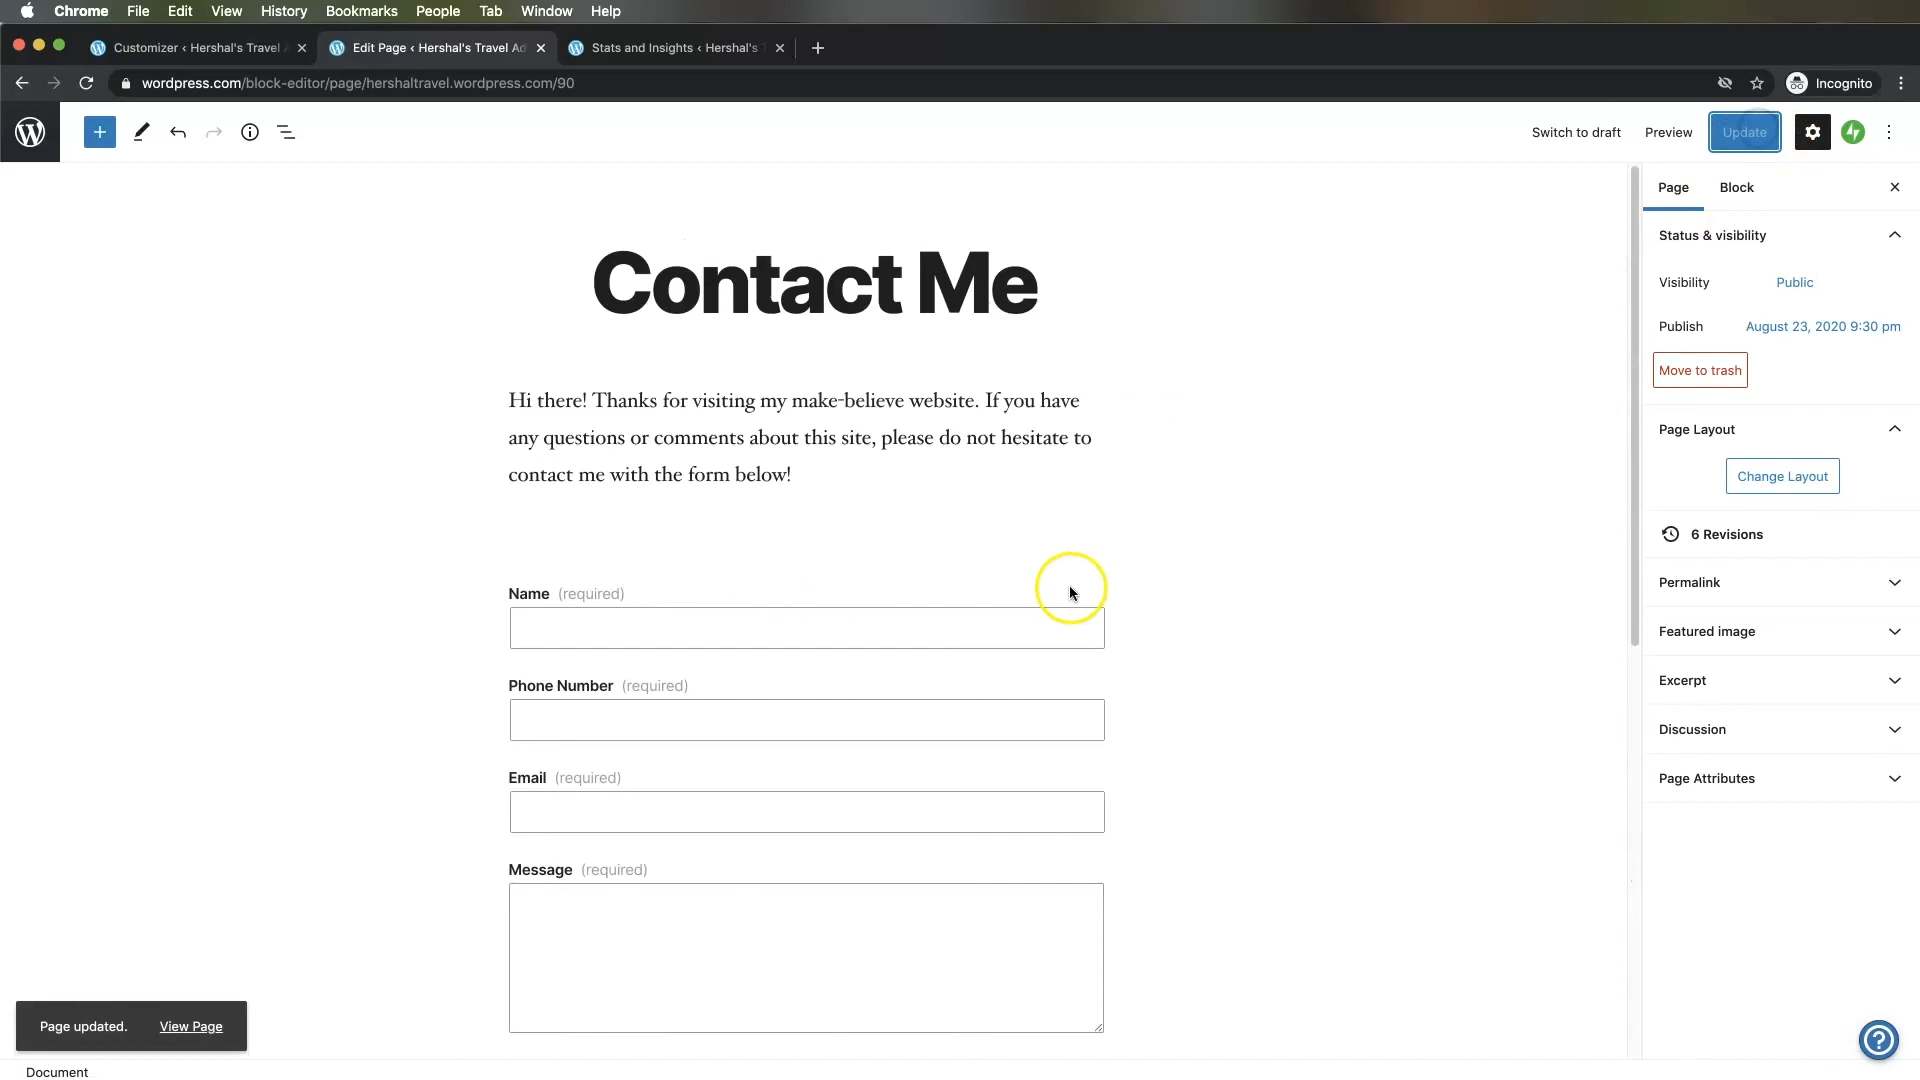 Chrome File Edit View History Bookmarks People Tab Window Help
Customizer ‹ Hershal's Travel
Edit Page ‹ Hershal's Travel Ad
Stats and Insights ‹ Hershal's
wordpress.com/block-editor/page/hershaltravel.wordpress.com/90
Incognito
Switch to draft
Preview
Update
Page
Block
Status & visibility
Visibility
Public
Publish
August 23, 2020 9:30 pm
Move to trash
Page Layout
Change Layout
6 Revisions
Permalink
Featured image
Excerpt
Discussion
Page Attributes
Contact Me
Hi there! Thanks for visiting my make-believe website. If you have
any questions or comments about this site, please do not hesitate to
contact me with the form below!
Name (required)
Phone Number (required)
Email (required)
Message (required)
Page updated.
View Page
Document